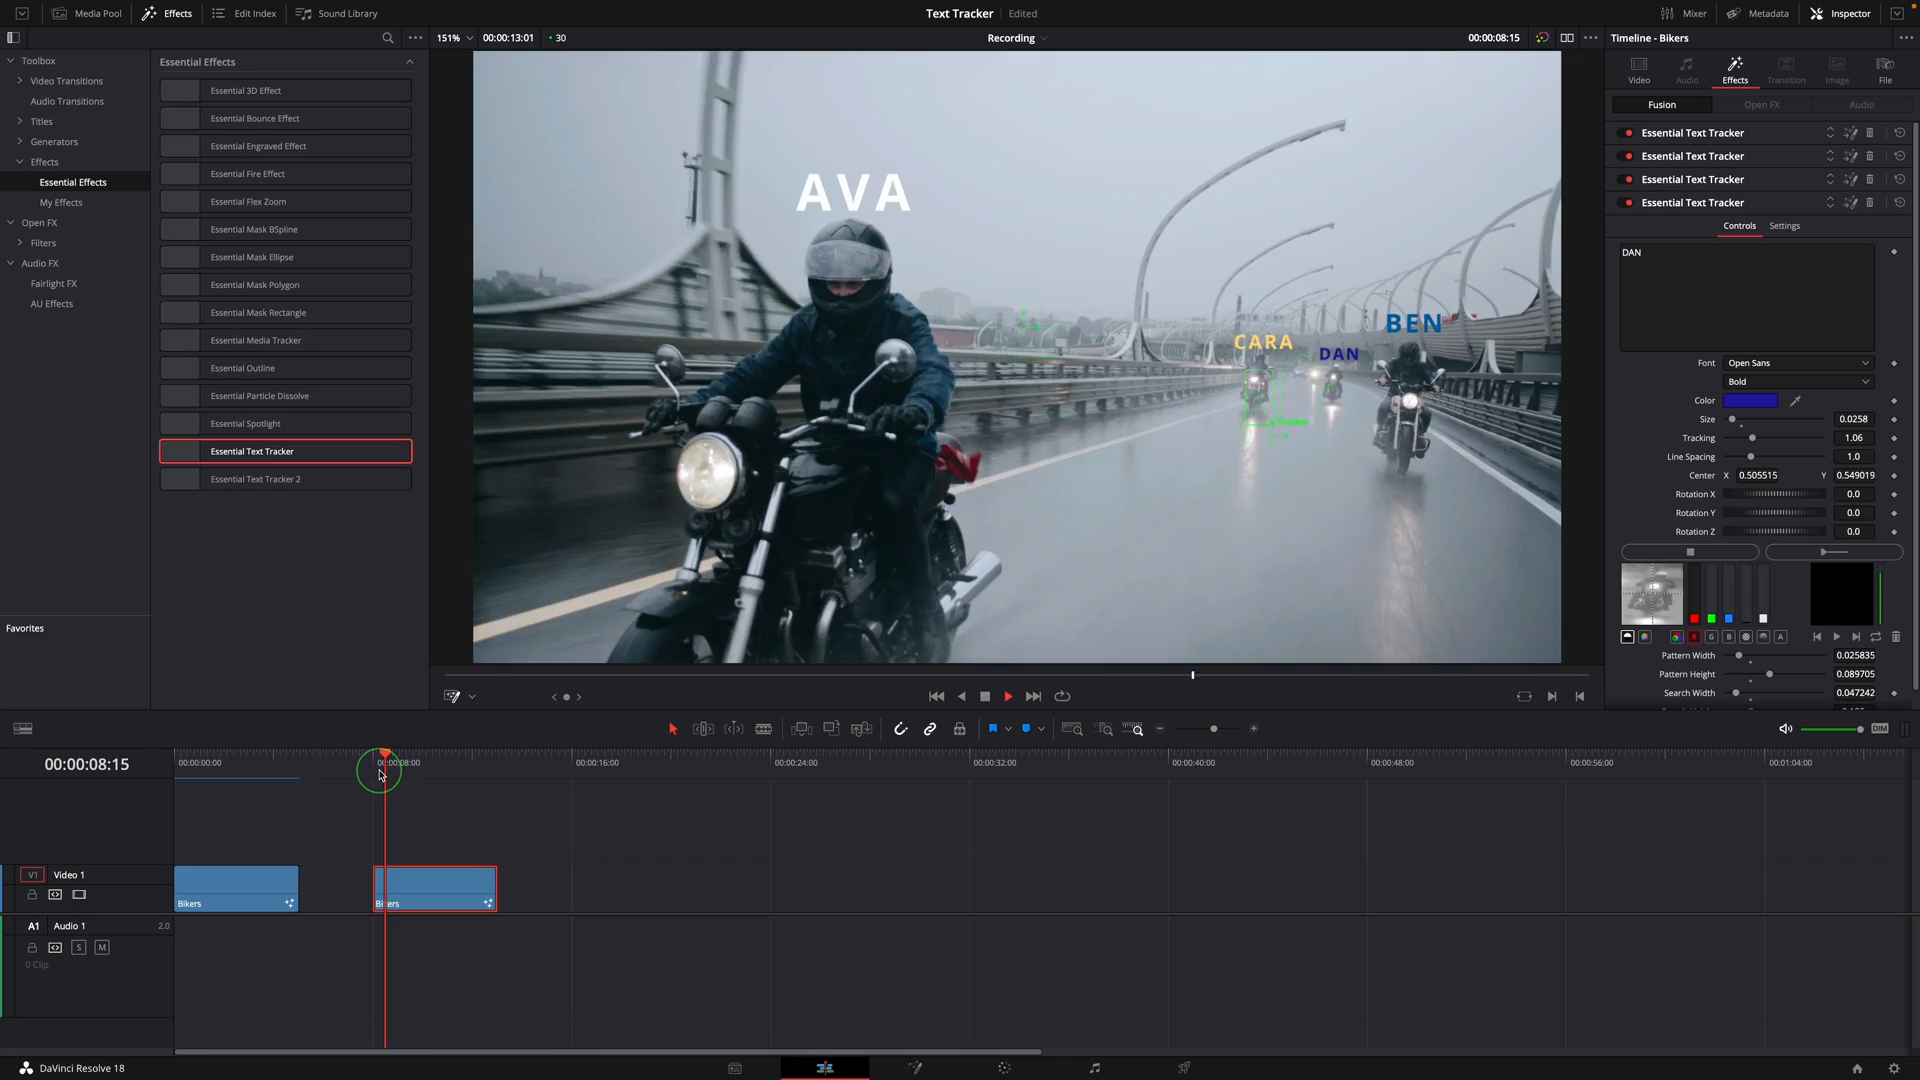 Media Pool
Effects
Edit Index
Sound Library
Text Tracker
Edited
Mixer
Metadata
Inspector
151%
00:00:13:01
30
Recording
00:00:08:15
Timeline - Bikers
Toolbox
Video Transitions
Audio Transitions
Titles
Generators
Effects
Essential Effects
My Effects
Open FX
Filters
Audio FX
Fairlight FX
AU Effects
Favorites
Essential Effects
Essential 3D Effect
Essential Bounce Effect
Essential Engraved Effect
Essential Fire Effect
Essential Flex Zoom
Essential Mask BSpline
Essential Mask Ellipse
Essential Mask Polygon
Essential Mask Rectangle
Essential Media Tracker
Essential Outline
Essential Particle Dissolve
Essential Spotlight
Essential Text Tracker
Essential Text Tracker 2
AVA
CARA
DAN
BEN
Video
Audio
Effects
Transition
Image
File
Fusion
Open FX
Audio
Essential Text Tracker
Essential Text Tracker
Essential Text Tracker
Essential Text Tracker
Controls
Settings
DAN
Font Open Sans
Bold
Color
Size 0.0258
Tracking 1.06
Line Spacing 1.0
Center X 0.505515 Y 0.549019
Rotation X 0.0
Rotation Y 0.0
Rotation Z 0.0
G B A
Pattern Width 0.025835
Pattern Height 0.089705
Search Width 0.047242
DIM
00:00:08:15
00:00:00:00
00:00:08:00
00:00:16:00
00:00:24:00
00:00:32:00
00:00:40:00
00:00:48:00
00:00:56:00
00:01:04:00
V1 Video 1
Bikers
Bikers
A1 Audio 1 2.0
S M
0 Clip
DaVinci Resolve 18